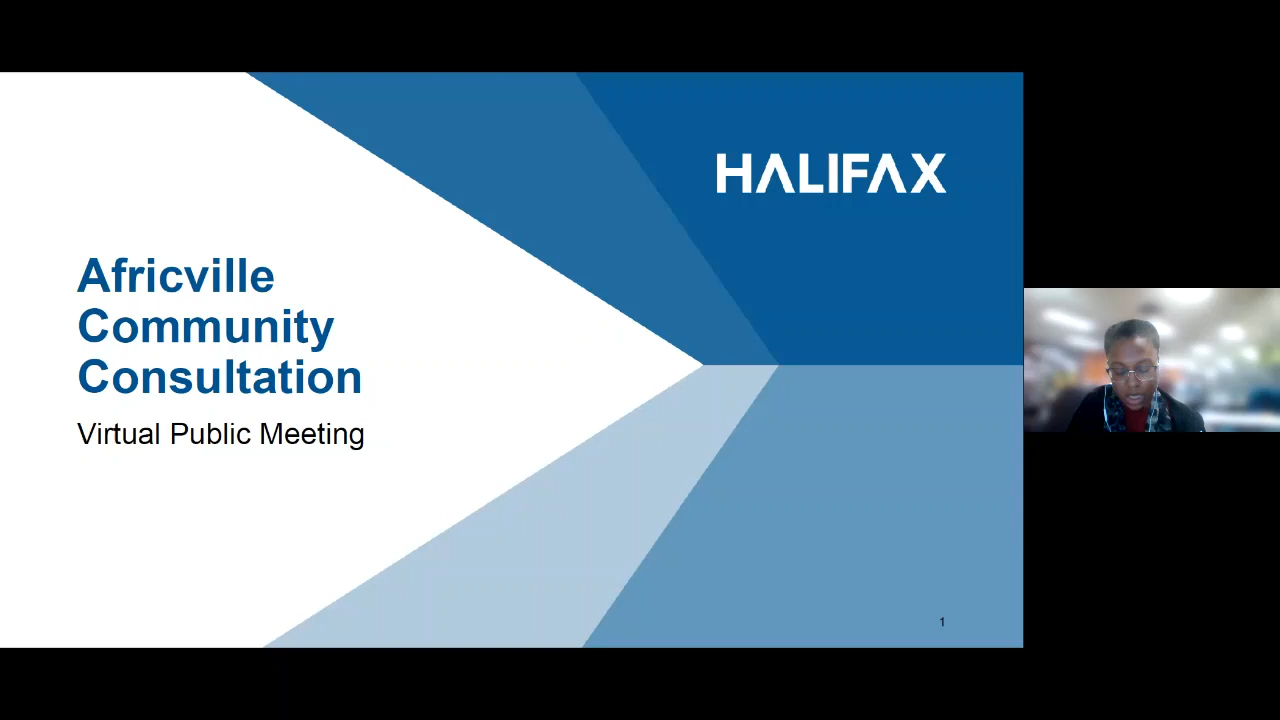 HALIFAX
Africville
Community
Consultation
Virtual Public Meeting
1